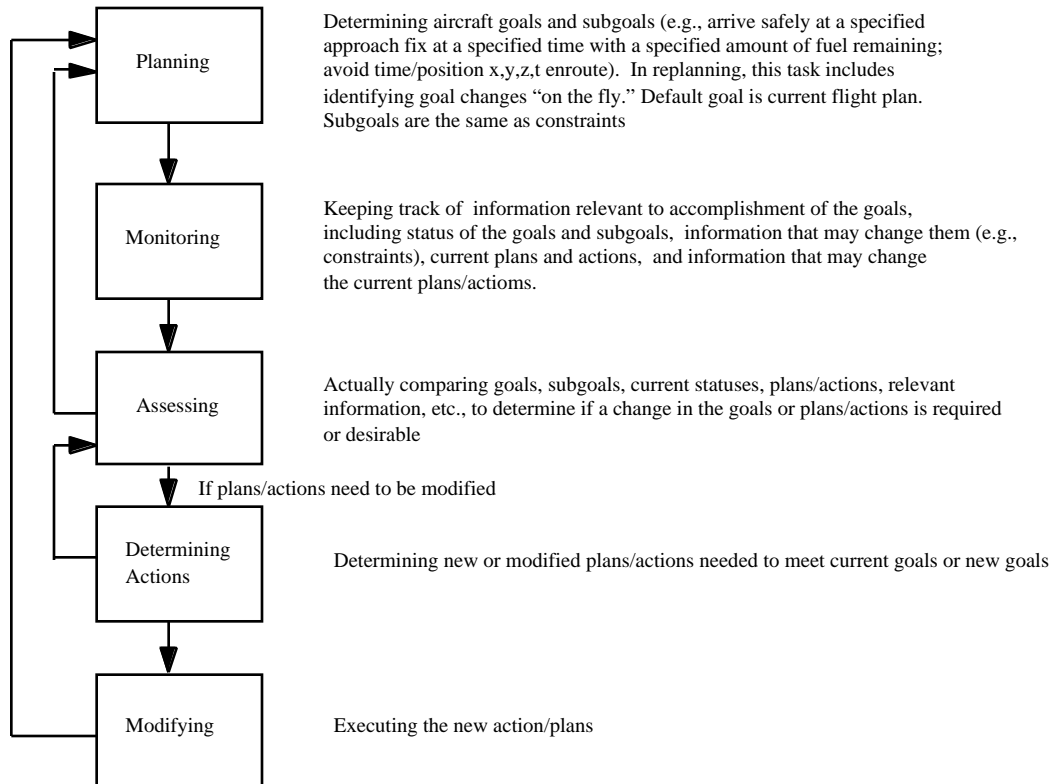 Planning
Determining aircraft goals and subgoals (e.g., arrive safely at a specified
approach fix at a specified time with a specified amount of fuel remaining;
avoid time/position x,y,z,t enroute).  In replanning, this task includes
identifying goal changes “on the fly.” Default goal is current flight plan.
Subgoals are the same as constraints
Monitoring
Keeping track of  information relevant to accomplishment of the goals,
including status of the goals and subgoals,  information that may change them (e.g.,
constraints), current plans and actions,  and information that may change
the current plans/actioms.
Assessing
Actually comparing goals, subgoals, current statuses, plans/actions, relevant
information, etc., to determine if a change in the goals or plans/actions is required
or desirable
If plans/actions need to be modified
Determining
Actions
Determining new or modified plans/actions needed to meet current goals or new goals
Modifying
Executing the new action/plans